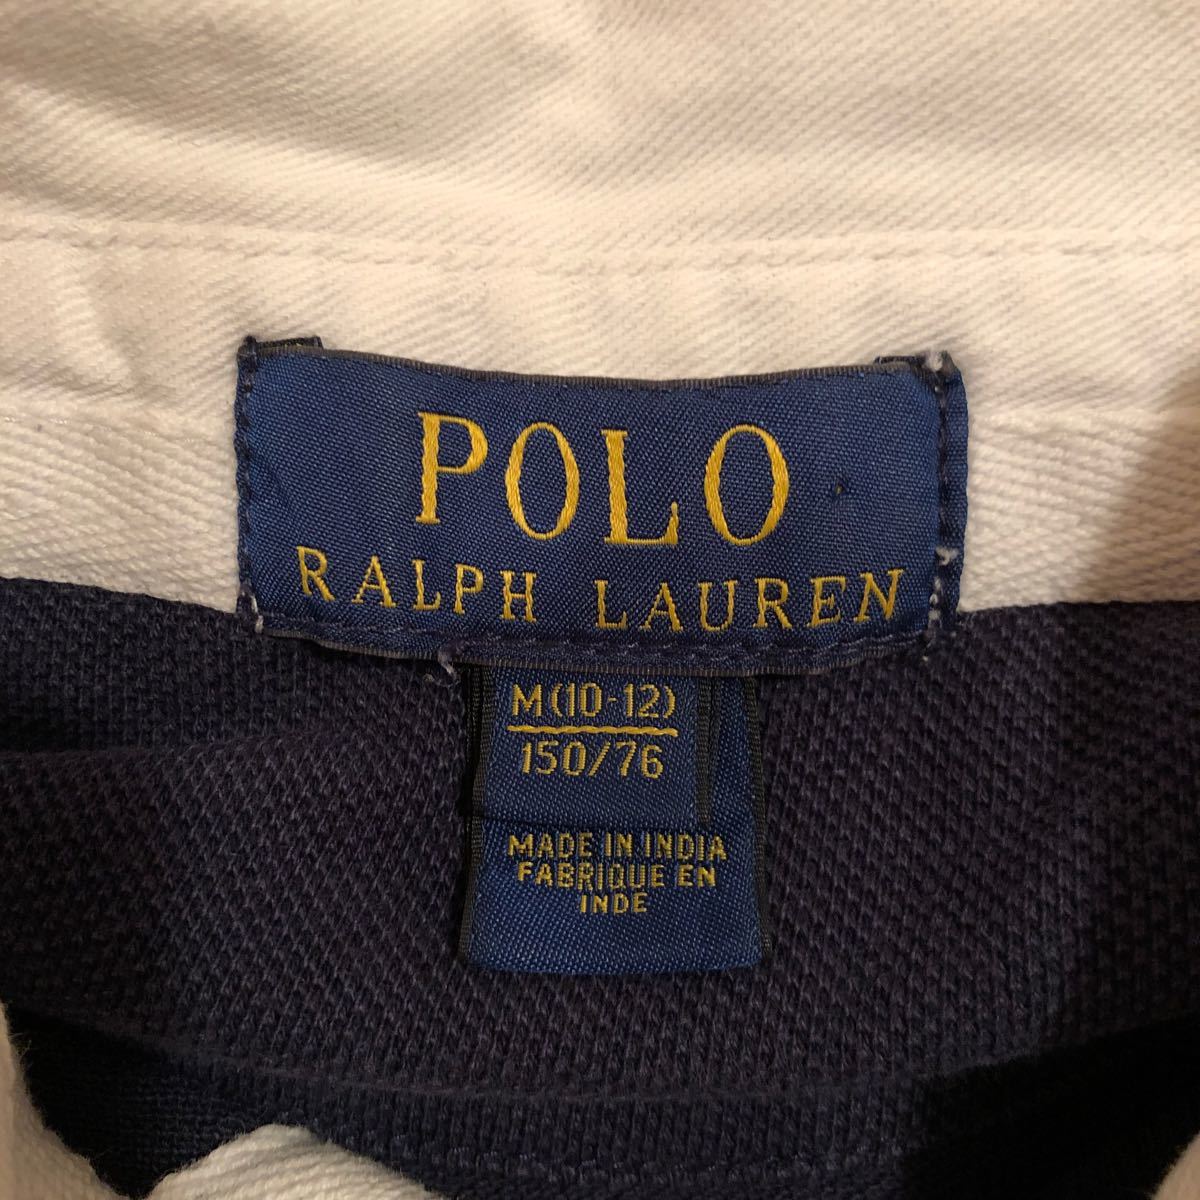 POLO
RALPH LAUREN
M(10-12)
150/76
MADE IN INDIA
FABRIQUE EN
INDE